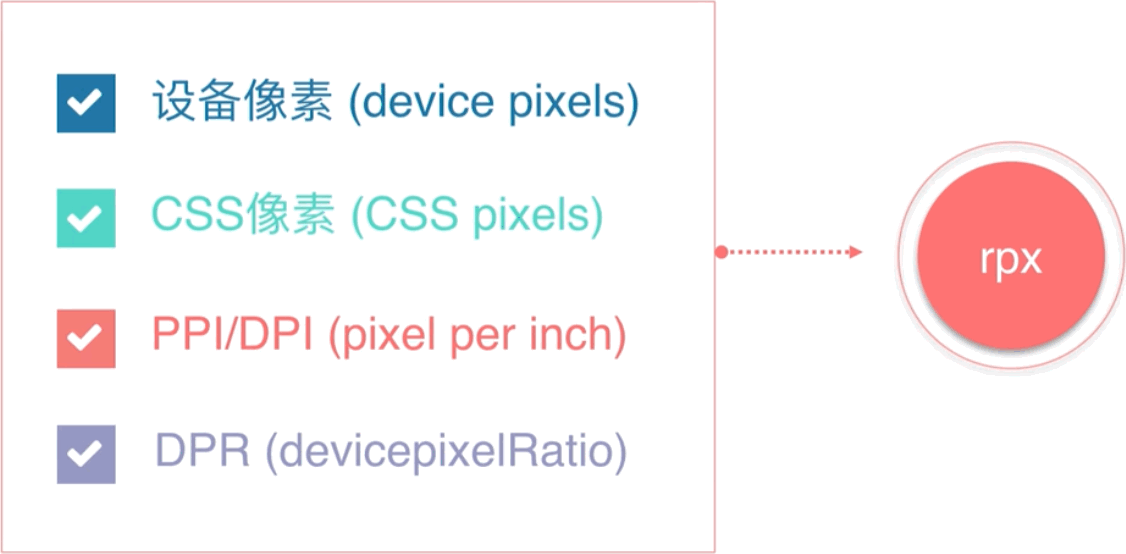 设备像素 (device pixels)
CSS像素 (CSS pixels)
PPI/DPI (pixel per inch)
DPR (devicepixelRatio)
rpx